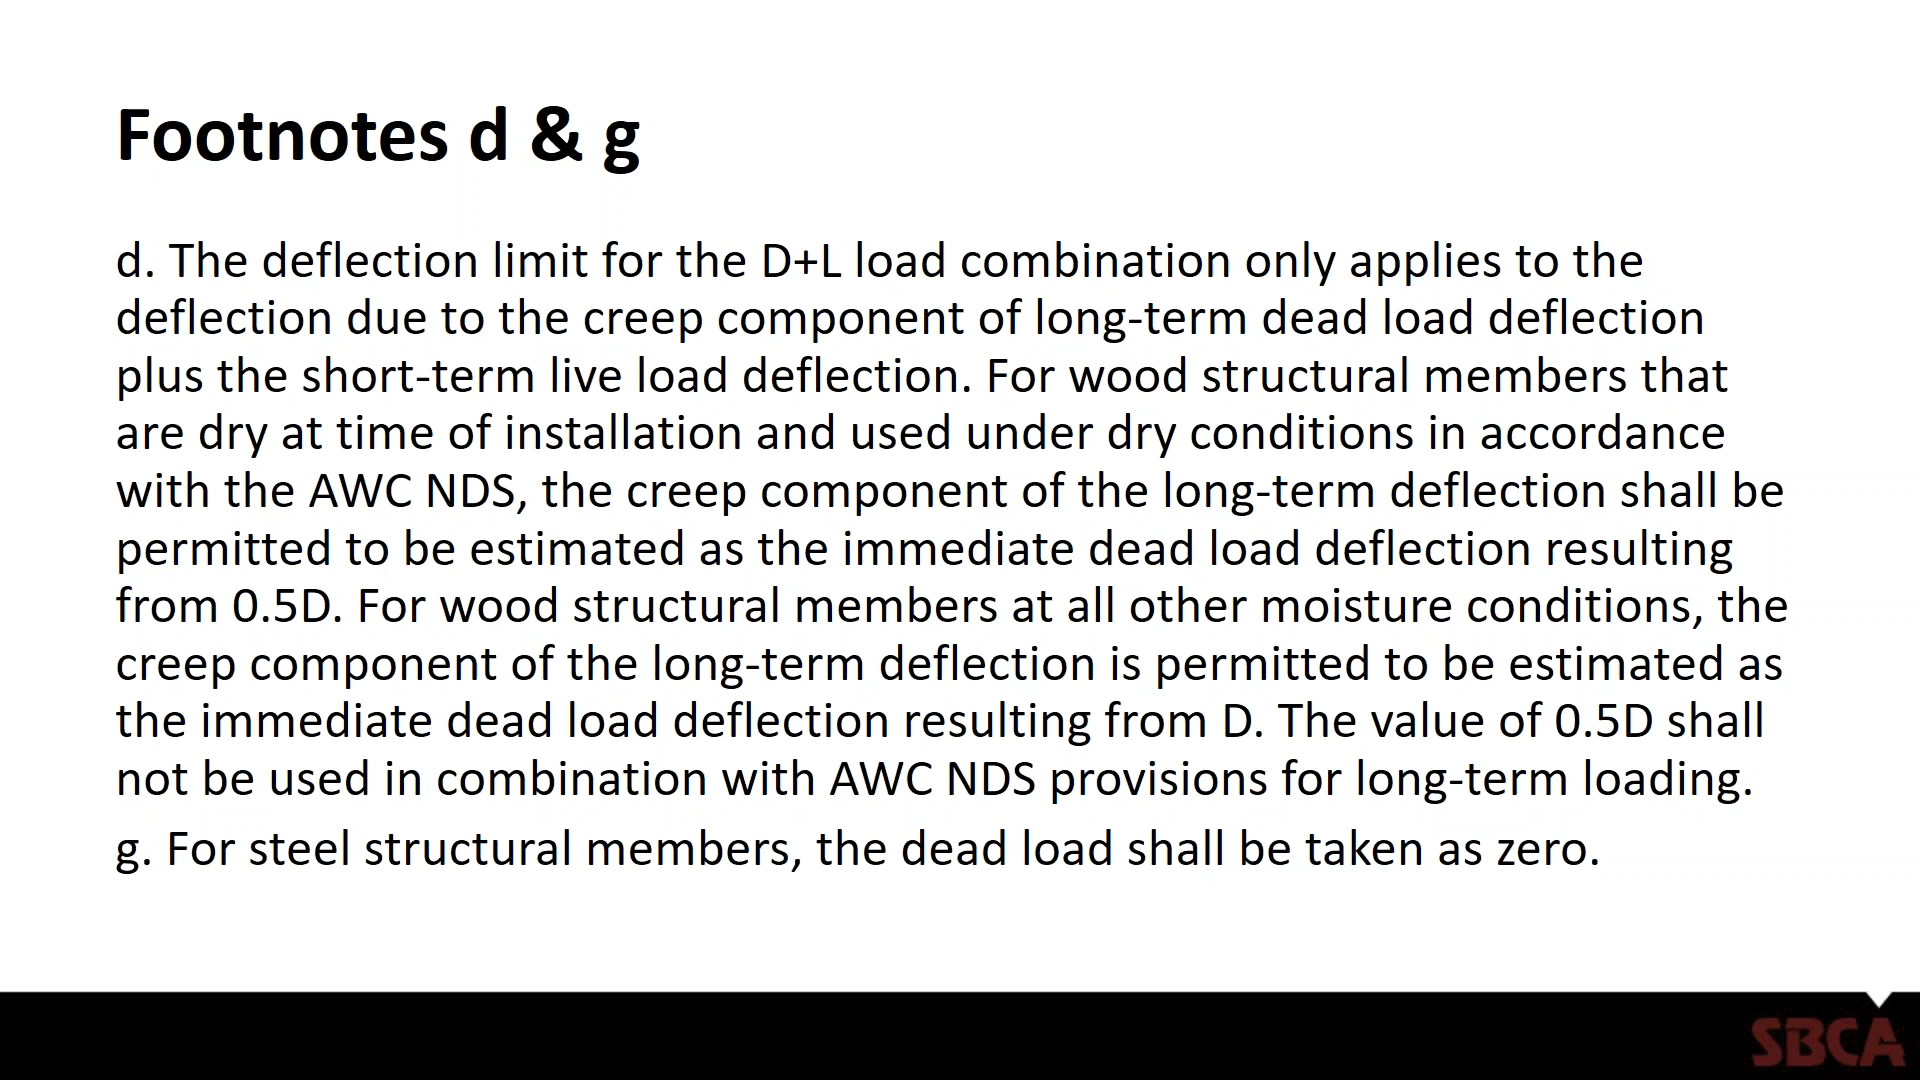 Footnotes d & g
d. The deflection limit for the D+L load combination only applies to the
deflection due to the creep component of long-term dead load deflection
plus the short-term live load deflection. For wood structural members that
are dry at time of installation and used under dry conditions in accordance
with the AWC NDS, the creep component of the long-term deflection shall be
permitted to be estimated as the immediate dead load deflection resulting
from 0.5D. For wood structural members at all other moisture conditions, the
creep component of the long-term deflection is permitted to be estimated as
the immediate dead load deflection resulting from D. The value of 0.5D shall
not be used in combination with AWC NDS provisions for long-term loading.
g. For steel structural members, the dead load shall be taken as zero.
SBCA